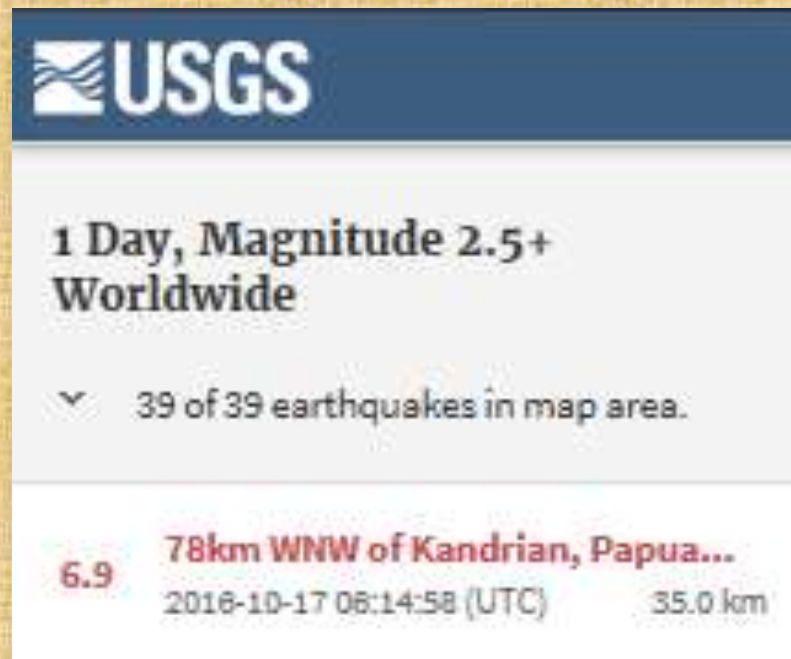 USGS
1 Day, Magnitude 2.5+
Worldwide
39 of 39 earthquakes in map area.
6.9 78km WNW of Kandrian, Papua...
2016-10-17 06:14:58 (UTC) 35.0 km